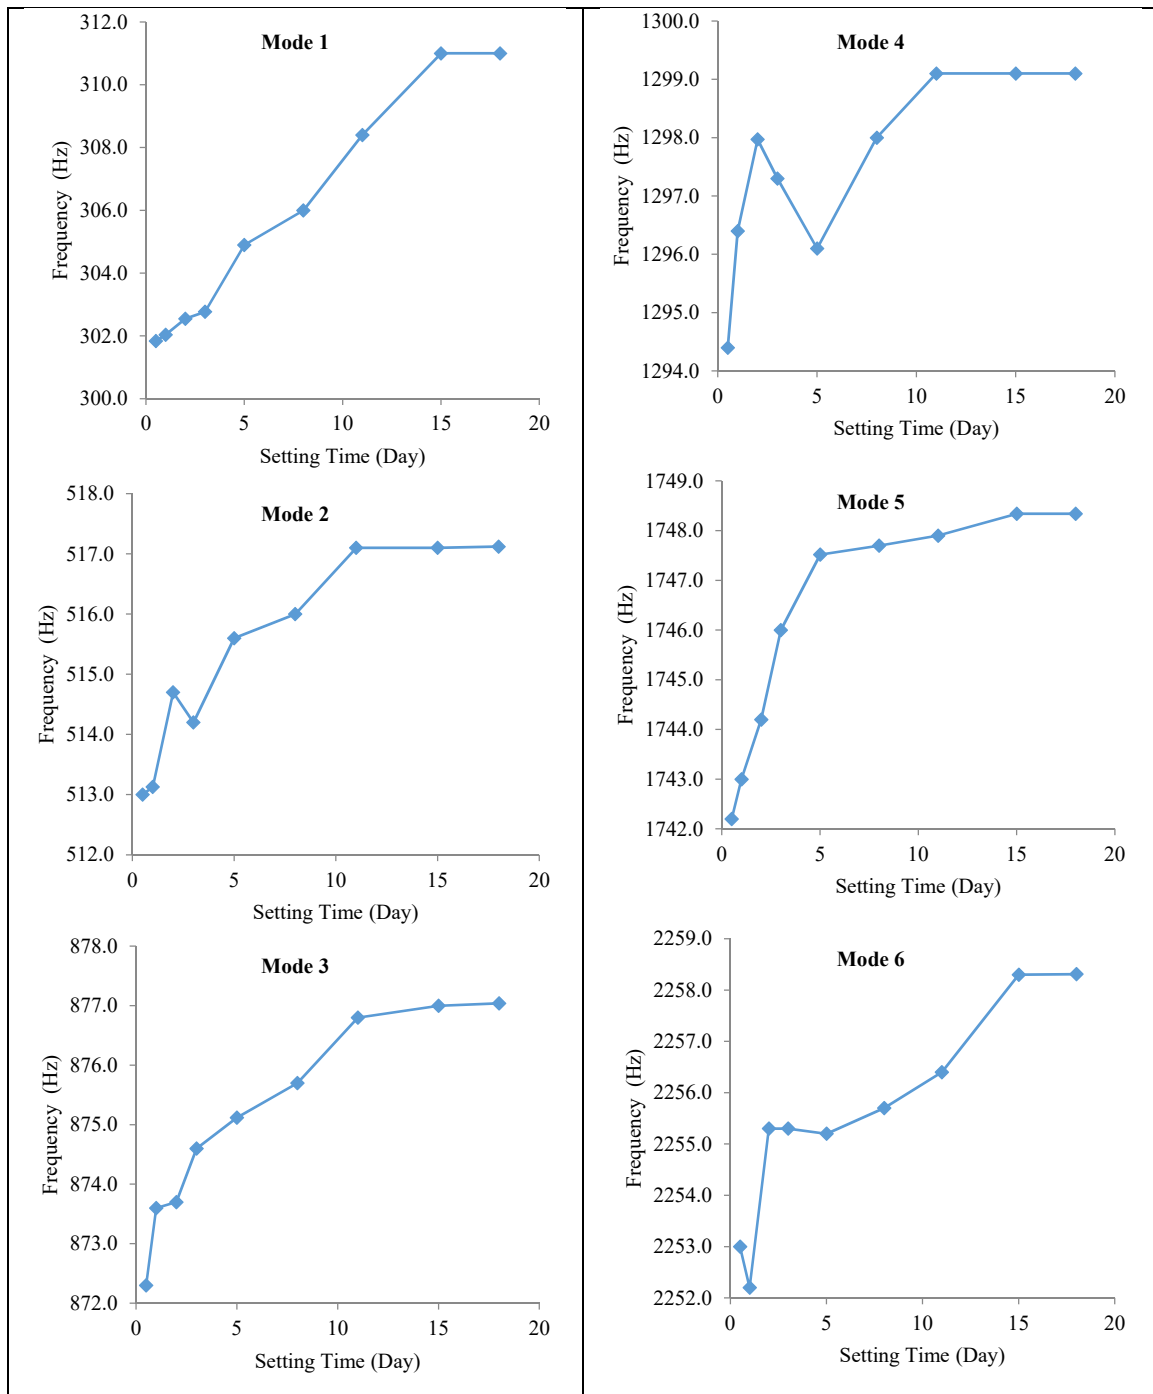 Mode 1
312.0
310.0
308.0
306.0
304.0
302.0
300.0
Frequency (Hz)
0 5 10 15 20
Setting Time (Day)
Mode 2
518.0
517.0
516.0
515.0
514.0
513.0
512.0
Frequency (Hz)
0 5 10 15 20
Setting Time (Day)
Mode 3
878.0
877.0
876.0
875.0
874.0
873.0
872.0
Frequency (Hz)
0 5 10 15 20
Setting Time (Day)
Mode 4
1300.0
1299.0
1298.0
1297.0
1296.0
1295.0
1294.0
Frequency (Hz)
0 5 10 15 20
Setting Time (Day)
Mode 5
1749.0
1748.0
1747.0
1746.0
1745.0
1744.0
1743.0
1742.0
Frequency (Hz)
0 5 10 15 20
Setting Time (Day)
Mode 6
2259.0
2258.0
2257.0
2256.0
2255.0
2254.0
2253.0
2252.0
Frequency (Hz)
0 5 10 15 20
Setting Time (Day)